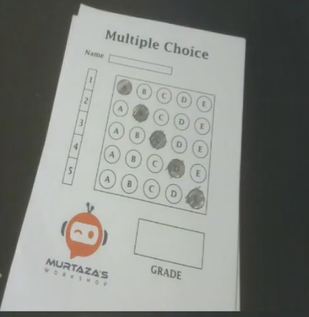 Multiple Choice
Name
1 B C D E
2 A C D E
3 A B D E
4 A B C D E
5 A B C D
MURTAZA'S
WORKSHOP
GRADE